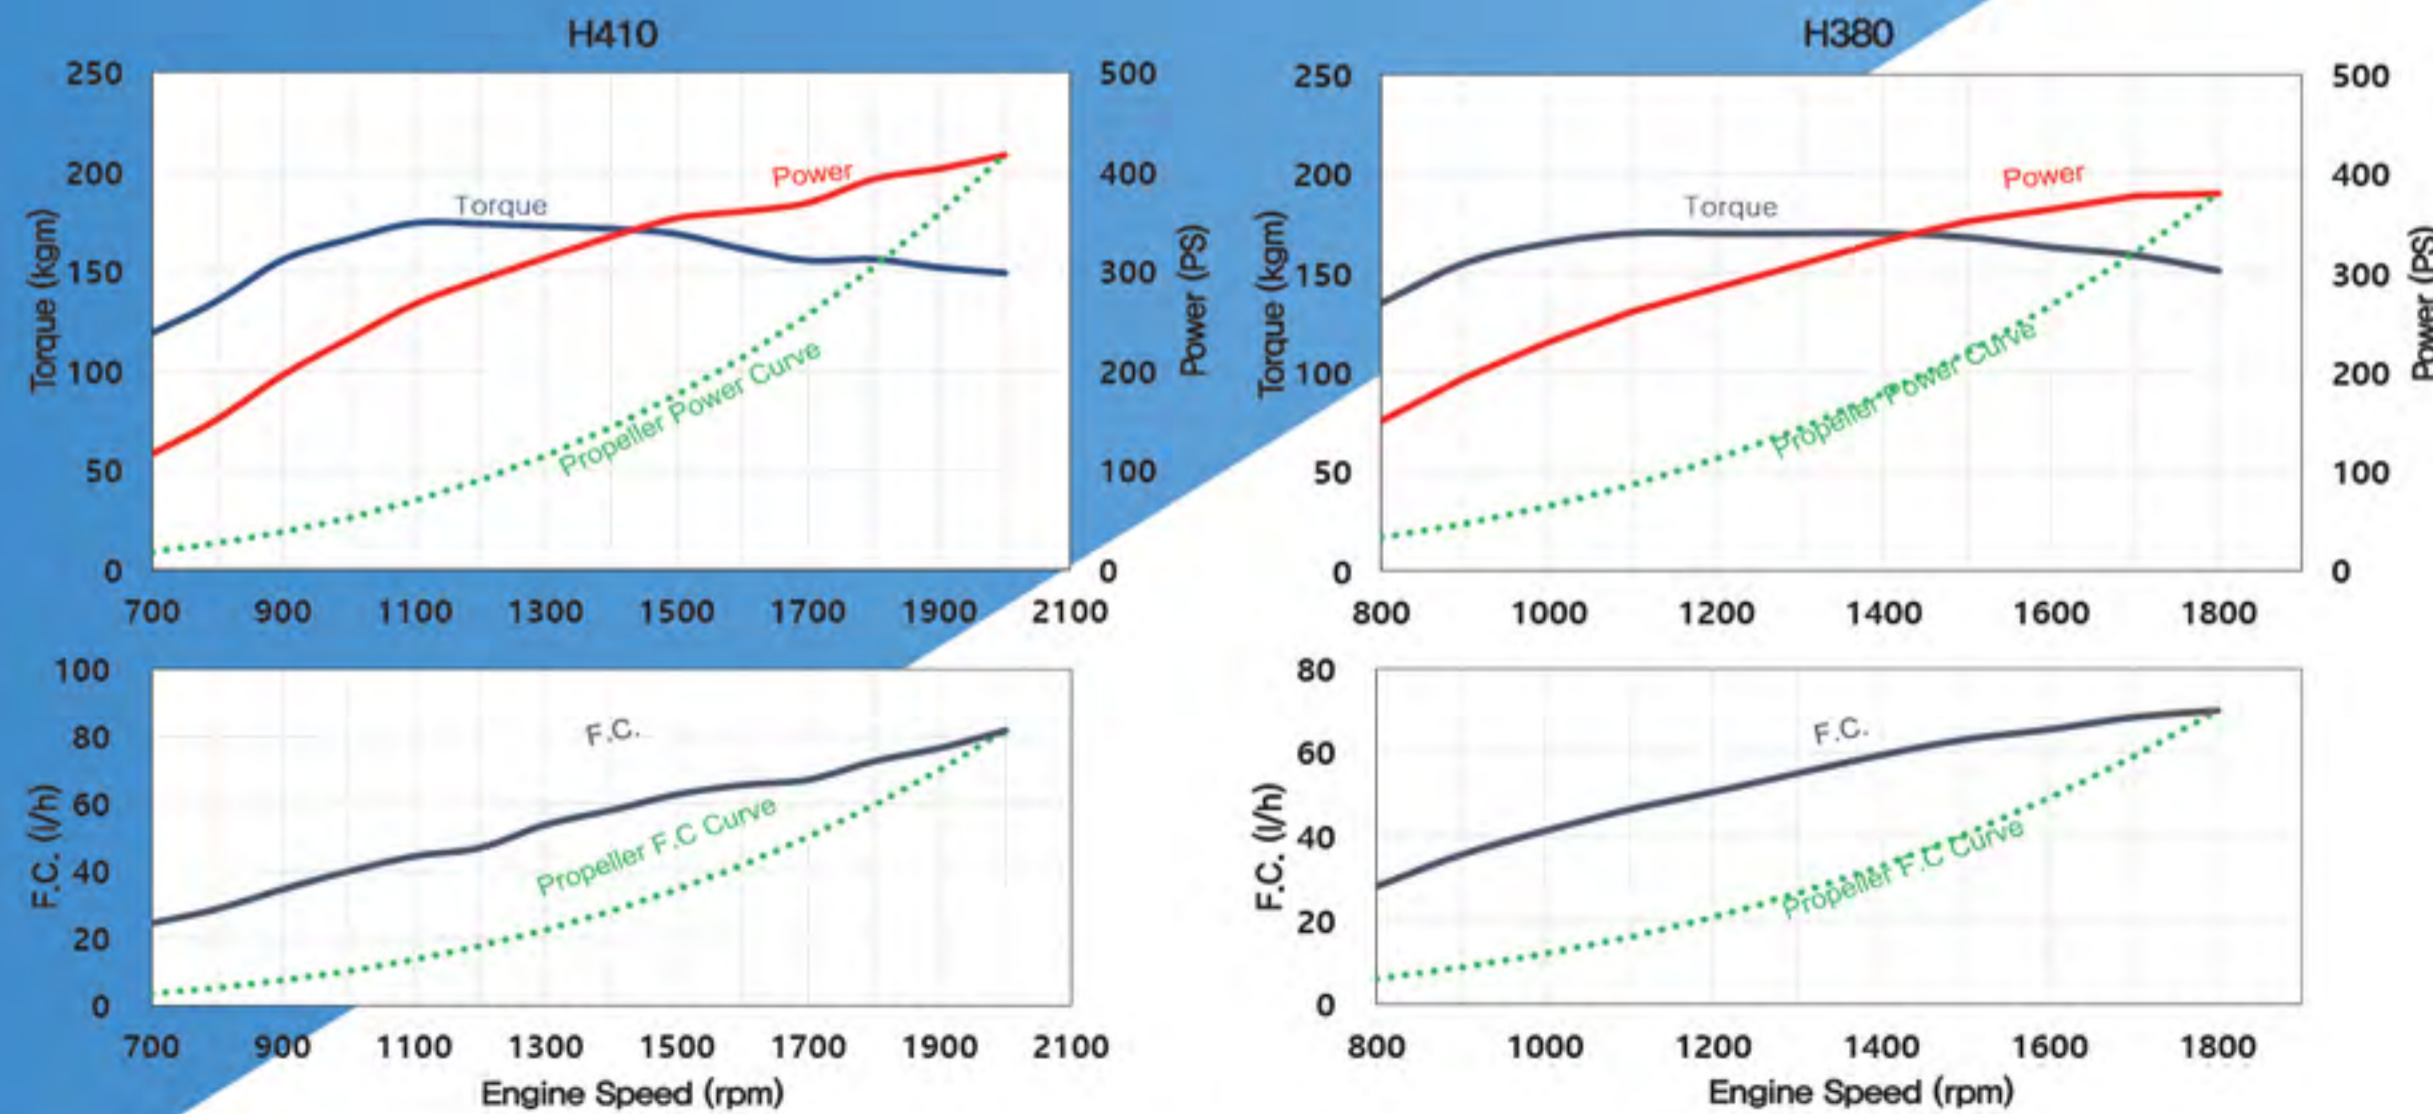 H410
250
200
150
100
50
0
Torque (kgm)
500
400
300
200
100
0
Power (PS)
Torque
Power
Propeller Power Curve
700 900 1100 1300 1500 1700 1900 2100
100
80
60
40
20
0
F.C. (l/h)
F.C.
Propeller F.C Curve
700 900 1100 1300 1500 1700 1900 2100
Engine Speed (rpm)
H380
250
200
150
100
50
0
Torque (kgm)
500
400
300
200
100
0
Power (PS)
Torque
Power
Propeller Power Curve
800 1000 1200 1400 1600 1800
80
60
40
20
0
F.C. (l/h)
F.C.
Propeller F.C Curve
800 1000 1200 1400 1600 1800
Engine Speed (rpm)